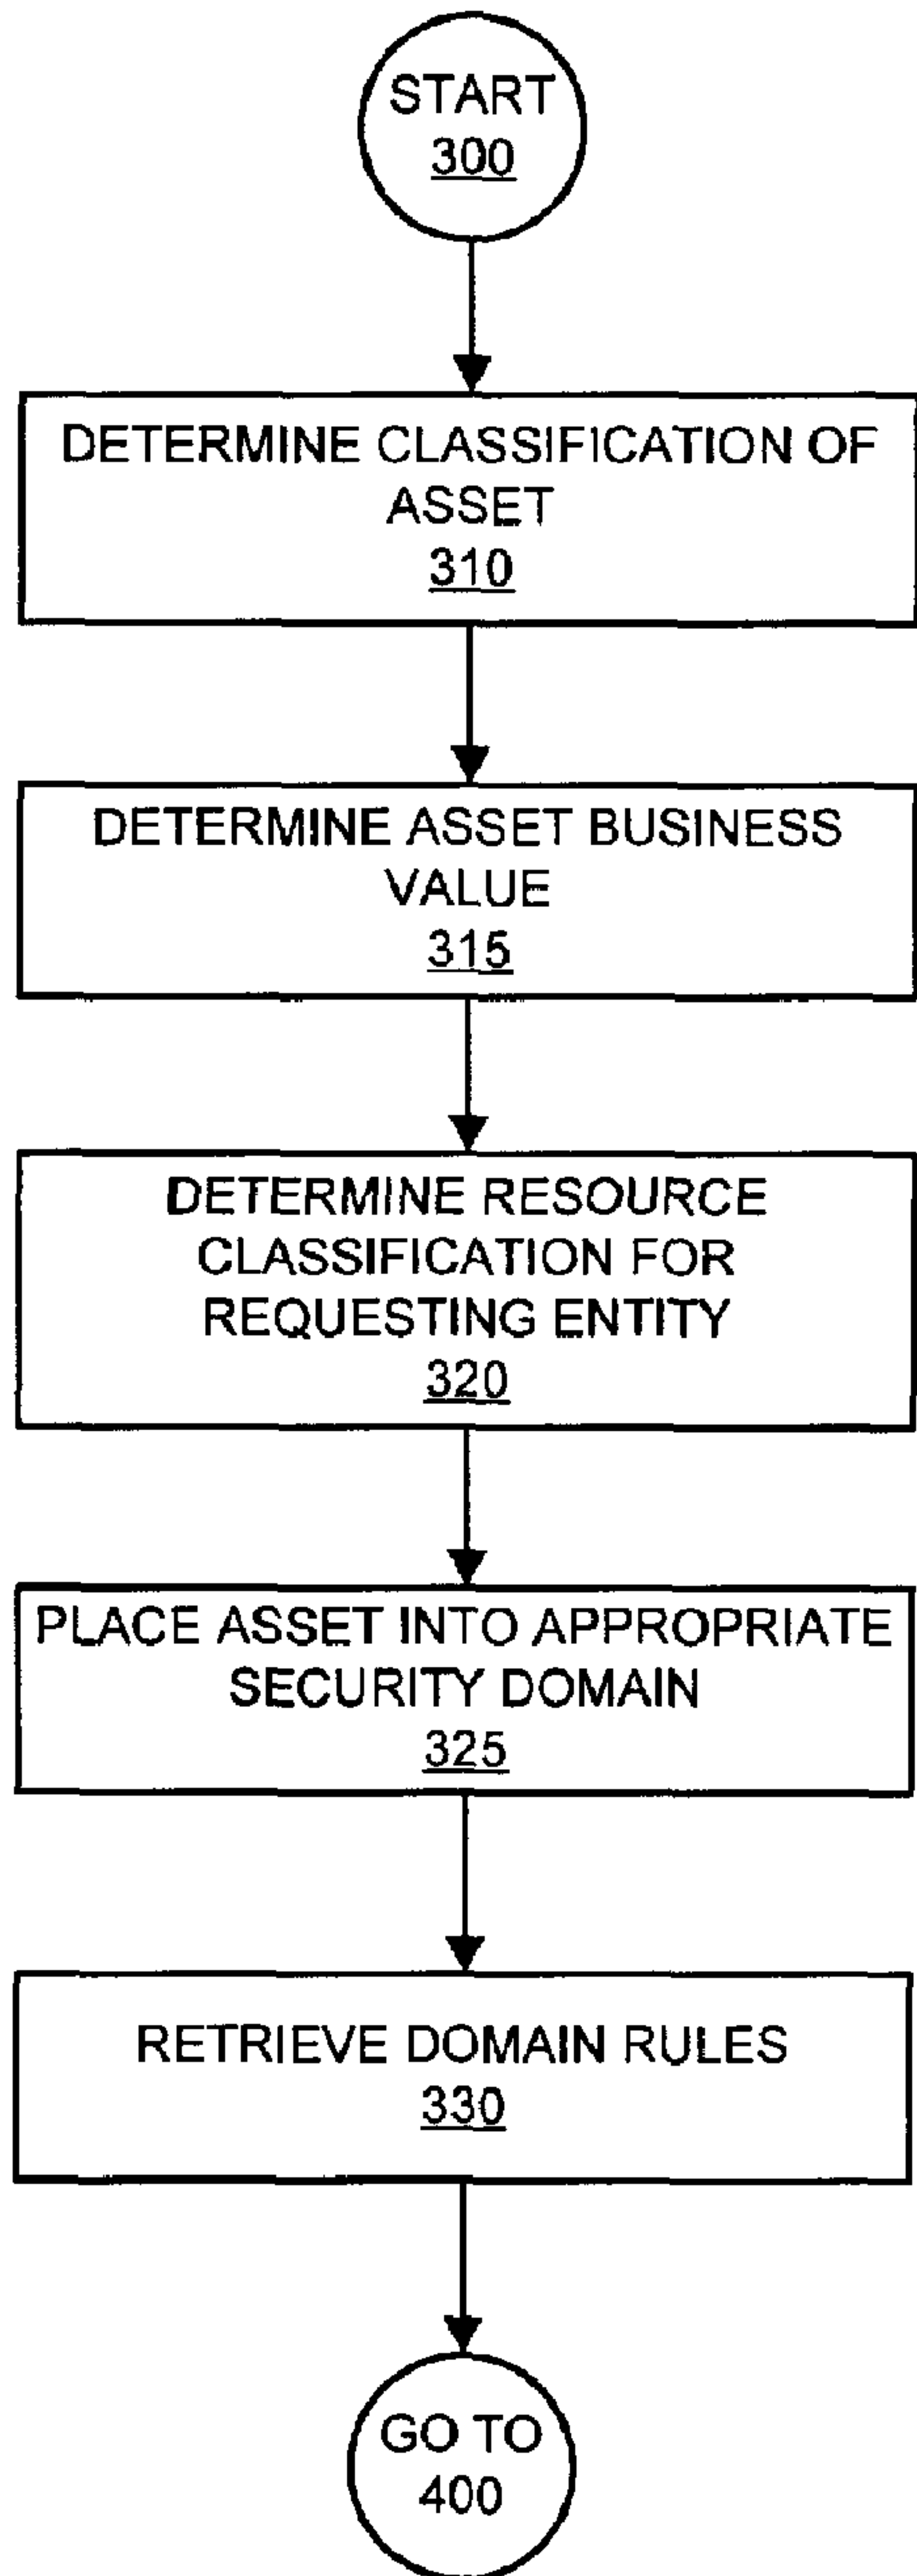 START
300
DETERMINE CLASSIFICATION OF
ASSET
310
DETERMINE ASSET BUSINESS
VALUE
315
DETERMINE RESOURCE
CLASSIFICATION FOR
REQUESTING ENTITY
320
PLACE ASSET INTO APPROPRIATE
SECURITY DOMAIN
325
RETRIEVE DOMAIN RULES
330
GO TO
400